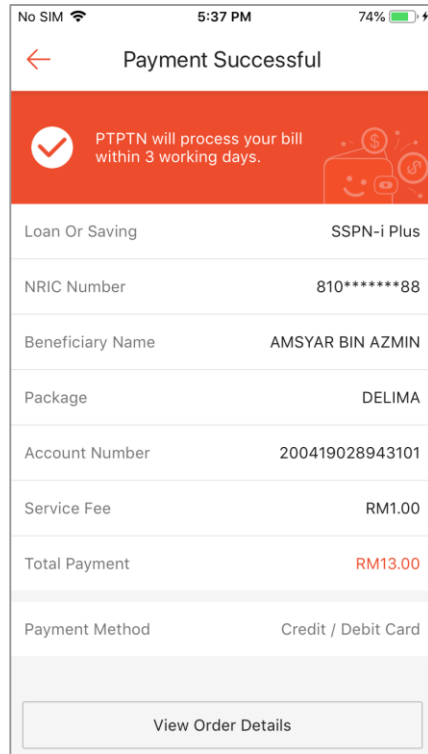 No SIM 5:37 PM 74%
Payment Successful
PTPTN will process your bill
within 3 working days.
Loan Or Saving SSPN-i Plus
NRIC Number 810*******88
Beneficiary Name AMSYAR BIN AZMIN
Package DELIMA
Account Number 200419028943101
Service Fee RM1.00
Total Payment RM13.00
Payment Method Credit / Debit Card
View Order Details